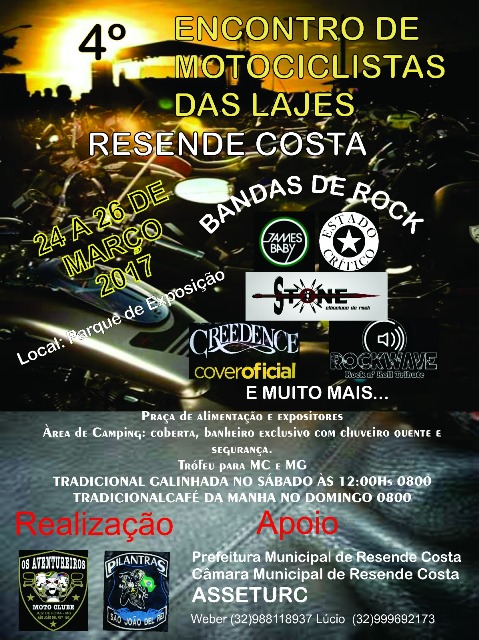 4º
ENCONTRO DE
MOTOCICLISTAS
DAS LAJES
RESENDE COSTA
24 A 26 DE
MARÇO
2017
Local: Parque de Exposição
BANDAS DE ROCK
JAMES
BABY
ESTADO
CRÍTICO
STONE
CREEDENCE
coveroficial
ROCKWAVE
Rock n' Roll Tribute
E MUITO MAIS...
Praça de alimentação e expositores
Àrea de Camping: coberta, banheiro exclusivo com chuveiro quente e
segurança.
Trófeu para MC e MG
TRADICIONAL GALINHADA NO SÁBADO ÀS 12:00Hs 0800
TRADICIONALCAFÉ DA MANHA NO DOMINGO 0800
Realização
Apoio
OS AVENTUREIROS
MOTO CLUBE
PILANTRAS
SÃO JOÃO DEL REI
Prefeitura Municipal de Resende Costa
Câmara Municipal de Resende Costa
ASSETURC
Weber (32)988118937 Lúcio (32)999692173